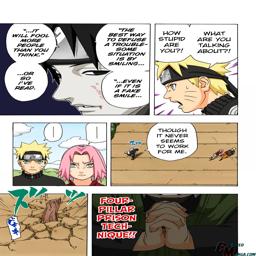 WHAT ARE
YOU TALKING
ABOUT?!
HOW
STUPID
ARE
YOU?!
"THE
BEST WAY
TO DEFUSE
A TROUBLE-
SOME
SITUATION
IS BY
SMILING...
...EVEN
IF IT IS
A FAKE
SMILE...
...IT
WILL FOOL
MORE
PEOPLE
THAN YOU
THINK."
...OR
SO
I'VE
READ.
THOUGH
IT NEVER
SEEMS
TO WORK
FOR ME.
FOUR-
PILLAR
PRISON
TECH-
NIQUE!!